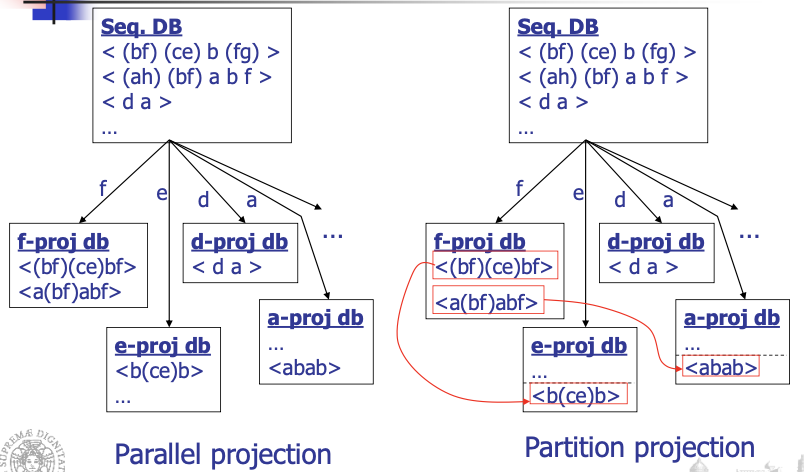 Seq. DB
< (bf) (ce) b (fg) >
< (ah) (bf) a b f >
< d a >
...
f
e
d
a
...
f-proj db
<(bf)(ce)bf>
<a(bf)abf>
d-proj db
< d a >
e-proj db
<b(ce)b>
...
a-proj db
...
<abab>
Parallel projection
Seq. DB
< (bf) (ce) b (fg) >
< (ah) (bf) a b f >
< d a >
...
f
e
d
a
...
f-proj db
<(bf)(ce)bf>
<a(bf)abf>
d-proj db
< d a >
e-proj db
...
<b(ce)b>
a-proj db
...
<abab>
Partition projection